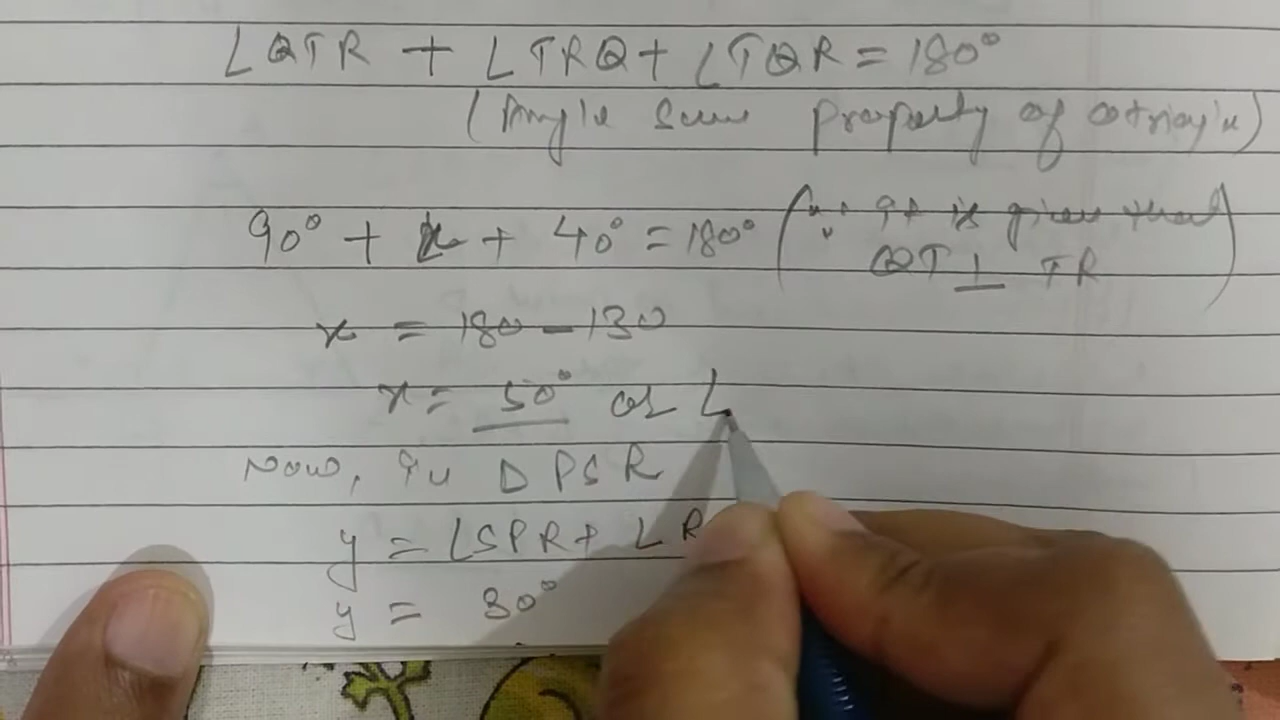 ∠QTR + ∠TRQ + ∠TQR = 180°
(Angle Sum property of
90° + x + 40° = 180° (∵ It is given that
QT ⊥ TR)
x = 180 - 130
x = 50° or ∠
Now, In Δ PSR
y = ∠SPR + ∠R
y = 30°